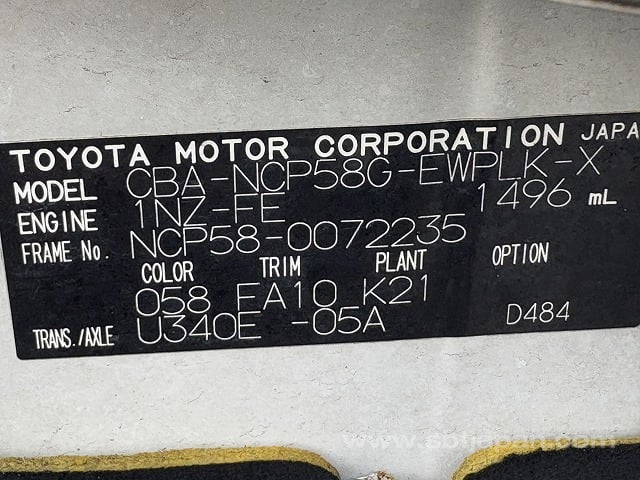 TOYOTA MOTOR CORPORATION JAPA
MODEL CBA-NCP58G-EWPLK-X
ENGINE 1NZ-FE 1496 mL
FRAME No. NCP58-0072235
COLOR TRIM PLANT OPTION
058 FA10 K21
TRANS./AXLE U340E -05A D484
www.sbtjapan.com